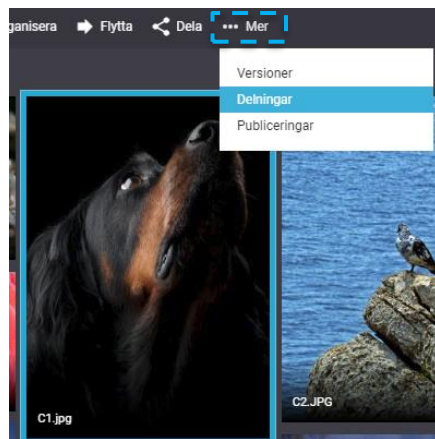 ganisera Flytta Dela ••• Mer
Versioner
Delningar
Publiceringar
C1.jpg
C2.JPG